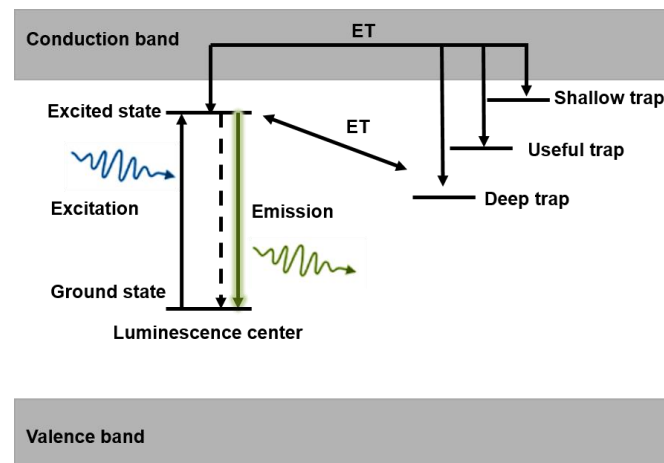 Conduction band
ET
Excited state
Shallow trap
ET
Useful trap
Deep trap
Excitation
Emission
Ground state
Luminescence center
Valence band